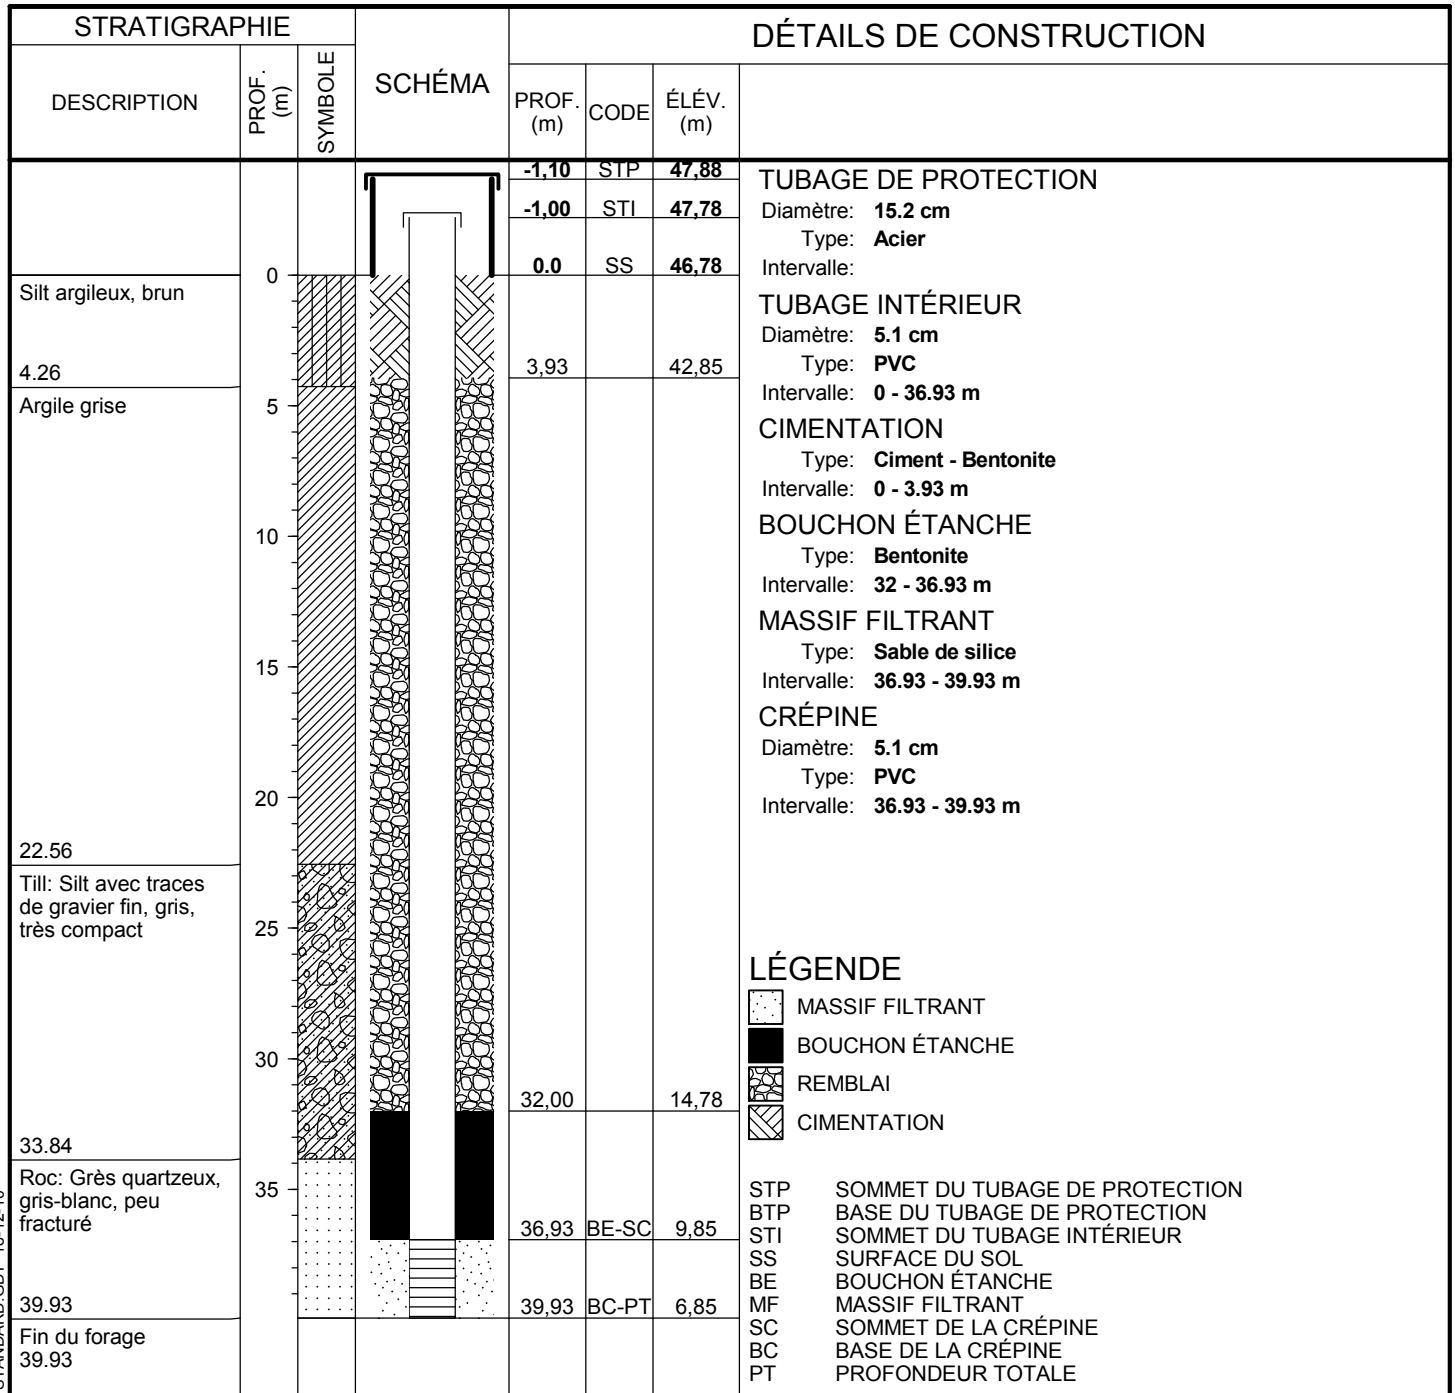 STRATIGRAPHIE
DESCRIPTION
PROF. (m)
SYMBOLE
SCHÉMA
DÉTAILS DE CONSTRUCTION
PROF. (m)
CODE
ÉLÉV. (m)
-1,10 STP 47,88
-1,00 STI 47,78
0.0 SS 46,78
3,93 42,85
32,00 14,78
36,93 BE-SC 9,85
39,93 BC-PT 6,85
Silt argileux, brun
4.26
Argile grise
22.56
Till: Silt avec traces
de gravier fin, gris,
très compact
33.84
Roc: Grès quartzeux,
gris-blanc, peu
fracturé
39.93
Fin du forage
39.93
0
5
10
15
20
25
30
35
TUBAGE DE PROTECTION
Diamètre: 15.2 cm
Type: Acier
Intervalle:
TUBAGE INTÉRIEUR
Diamètre: 5.1 cm
Type: PVC
Intervalle: 0 - 36.93 m
CIMENTATION
Type: Ciment - Bentonite
Intervalle: 0 - 3.93 m
BOUCHON ÉTANCHE
Type: Bentonite
Intervalle: 32 - 36.93 m
MASSIF FILTRANT
Type: Sable de silice
Intervalle: 36.93 - 39.93 m
CRÉPINE
Diamètre: 5.1 cm
Type: PVC
Intervalle: 36.93 - 39.93 m
LÉGENDE
MASSIF FILTRANT
BOUCHON ÉTANCHE
REMBLAI
CIMENTATION
STP SOMMET DU TUBAGE DE PROTECTION
BTP BASE DU TUBAGE DE PROTECTION
STI SOMMET DU TUBAGE INTÉRIEUR
SS SURFACE DU SOL
BE BOUCHON ÉTANCHE
MF MASSIF FILTRANT
SC SOMMET DE LA CRÉPINE
BC BASE DE LA CRÉPINE
PT PROFONDEUR TOTALE